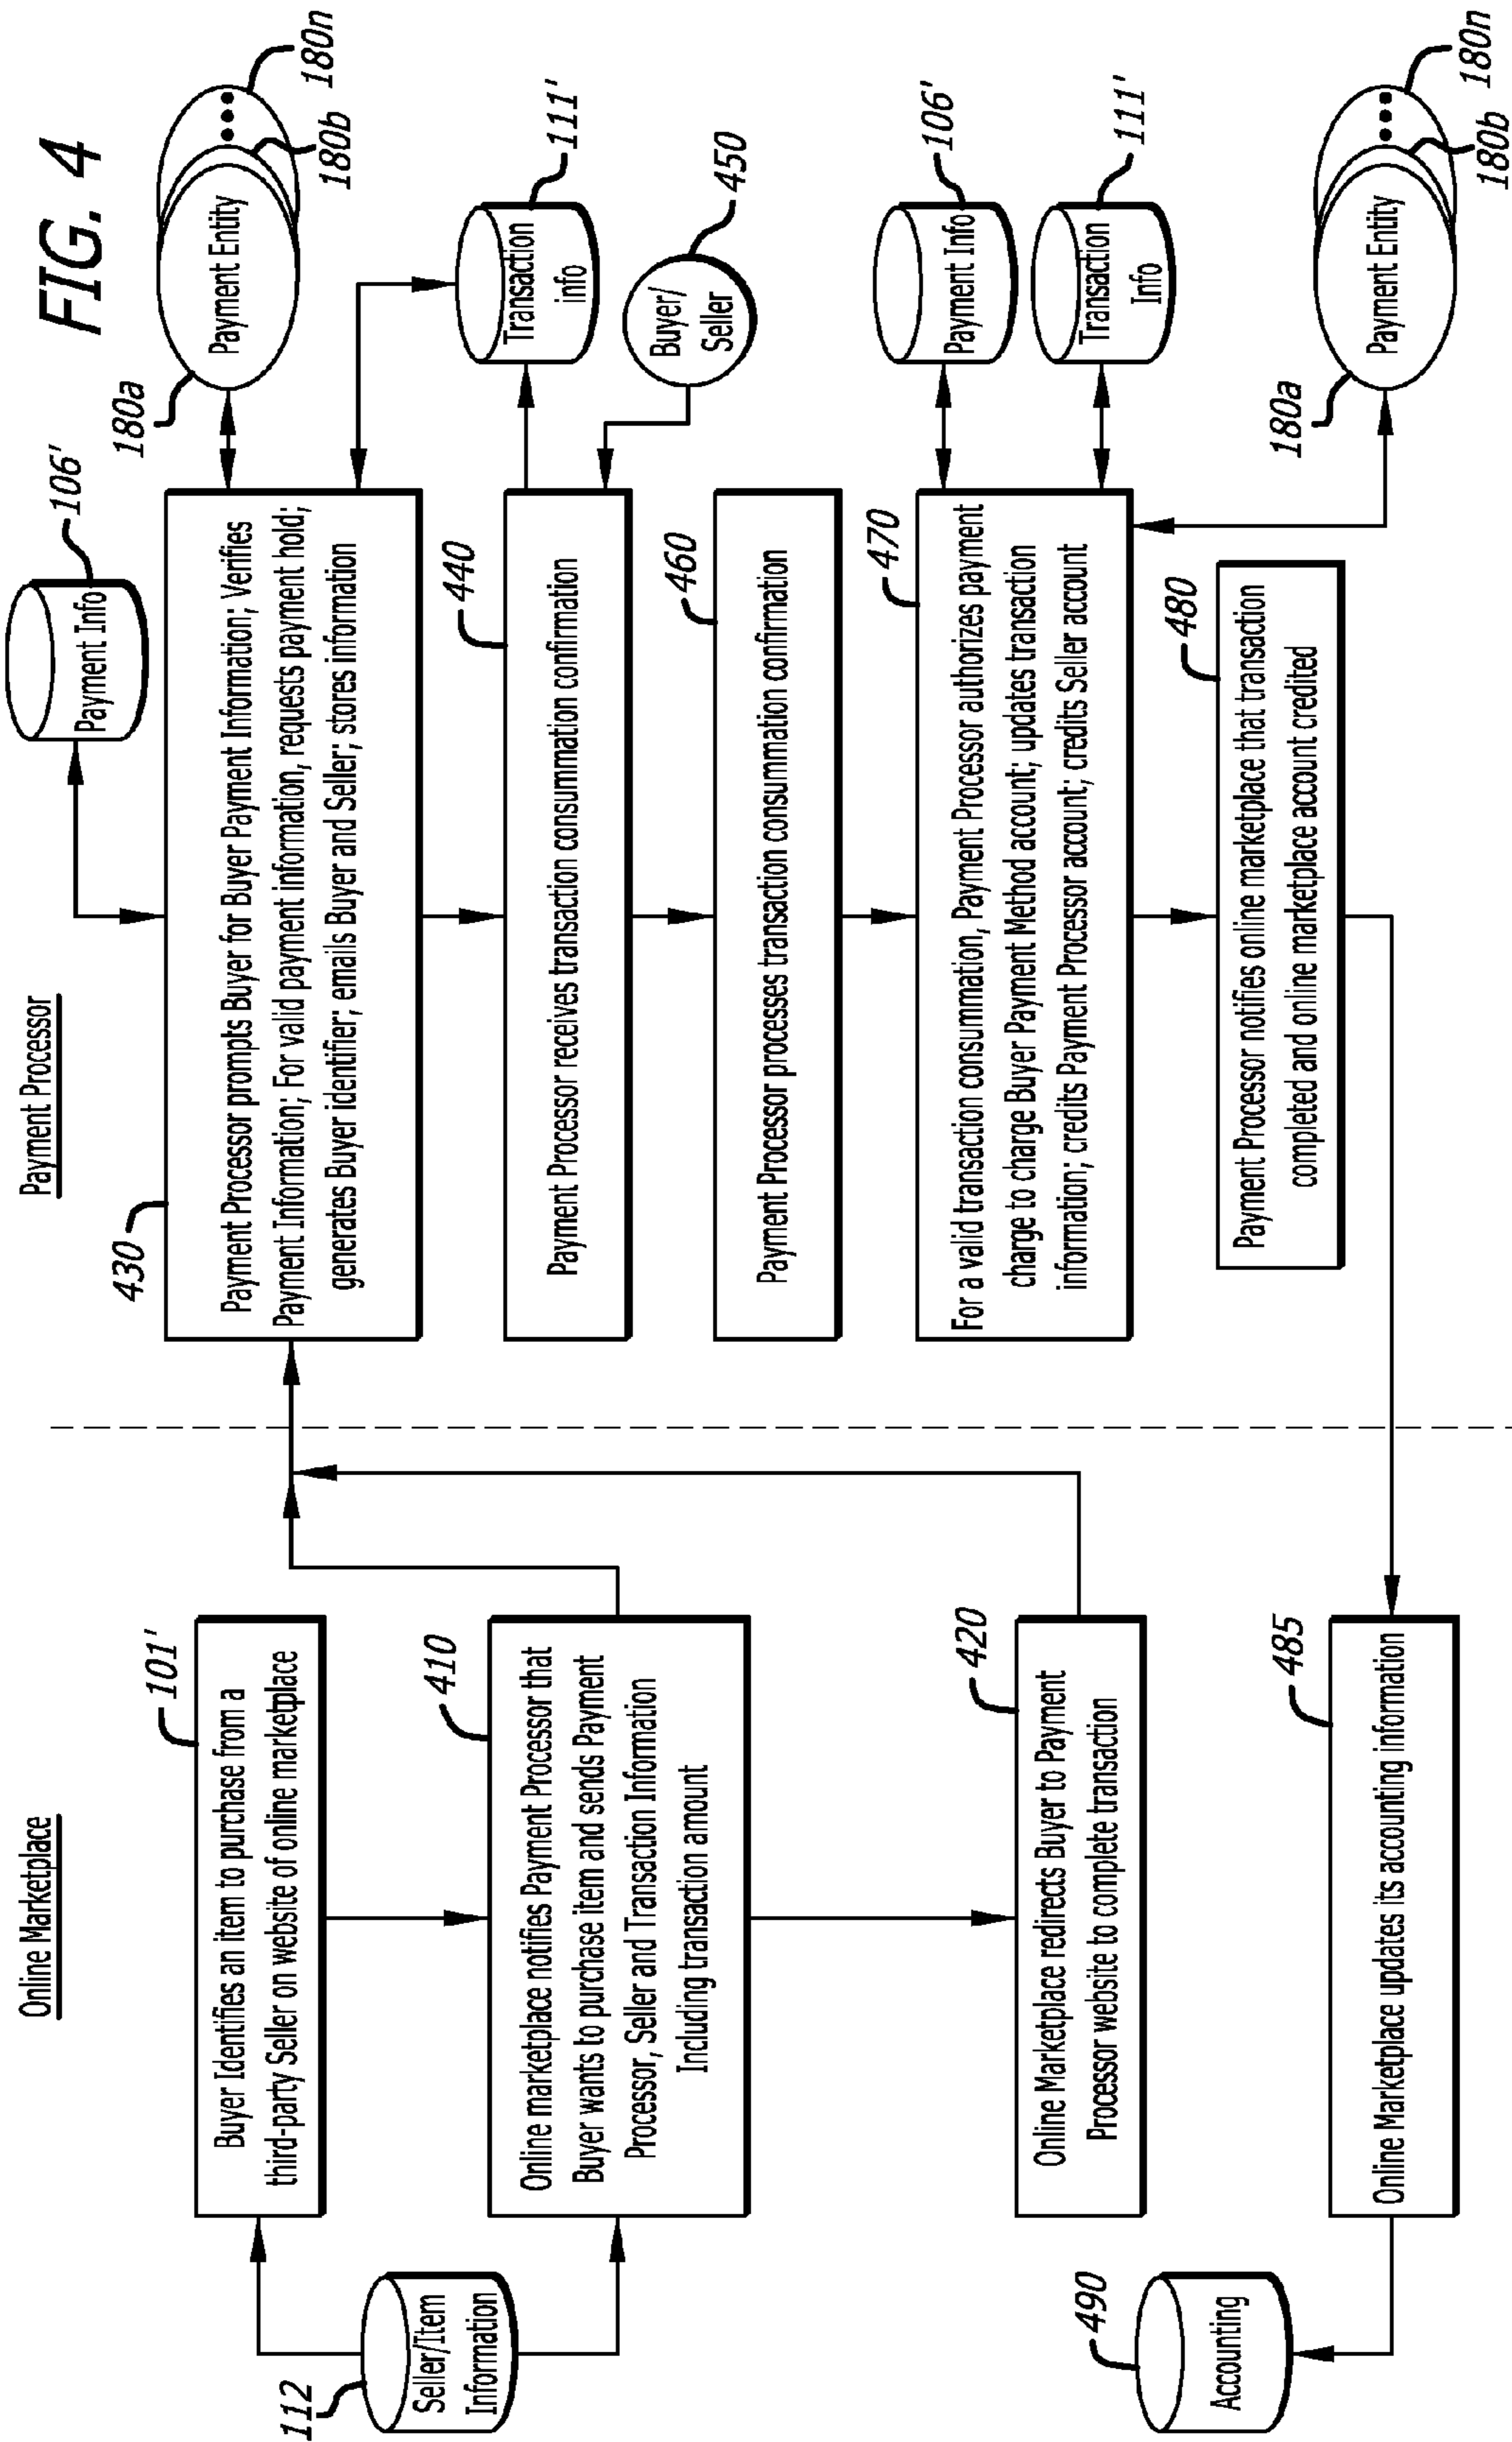 FIG. 4
Online Marketplace
Payment Processor
112
Seller/Item
Information
101'
Buyer Identifies an item to purchase from a
third-party Seller on website of online marketplace
410
Online marketplace notifies Payment Processor that
Buyer wants to purchase item and sends Payment
Processor, Seller and Transaction Information
Including transaction amount
420
Online Marketplace redirects Buyer to Payment
Processor website to complete transaction
485
Online Marketplace updates its accounting information
490
Accounting
106'
Payment Info
430
Payment Processor prompts Buyer for Buyer Payment Information; Verifies
Payment Information; For valid payment information, requests payment hold;
generates Buyer identifier; emails Buyer and Seller; stores information
180a
Payment Entity
180b
180n
111'
Transaction
info
440
Payment Processor receives transaction consummation confirmation
450
Buyer/
Seller
460
Payment Processor processes transaction consummation confirmation
470
For a valid transaction consummation, Payment Processor authorizes payment
charge to charge Buyer Payment Method account; updates transaction
information; credits Payment Processor account; credits Seller account
106'
Payment Info
111'
Transaction
Info
480
Payment Processor notifies online marketplace that transaction
completed and online marketplace account credited
180a
Payment Entity
180b
180n